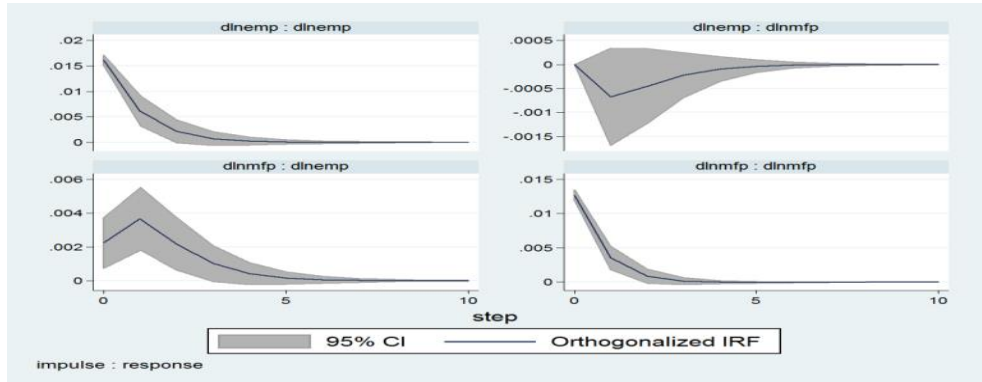 dlnemp : dlnemp
dlnemp : dlnmfp
.02
.015
.01
.005
0
.0005
0
-.0005
-.001
-.0015
dlnmfp : dlnemp
dlnmfp : dlnmfp
.006
.004
.002
0
.015
.01
.005
0
0 5 10
0 5 10
step
95% CI
Orthogonalized IRF
impulse : response